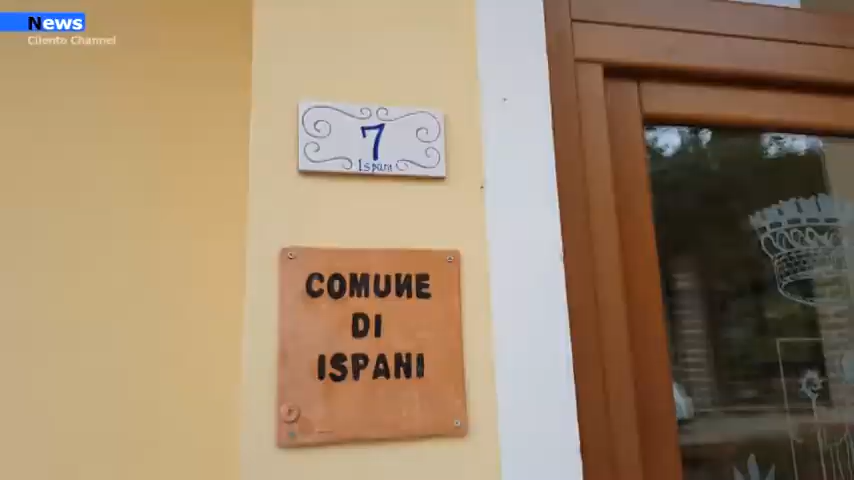 News
Cilento Channel
7
Ispani
COMUNE
DI
ISPANI